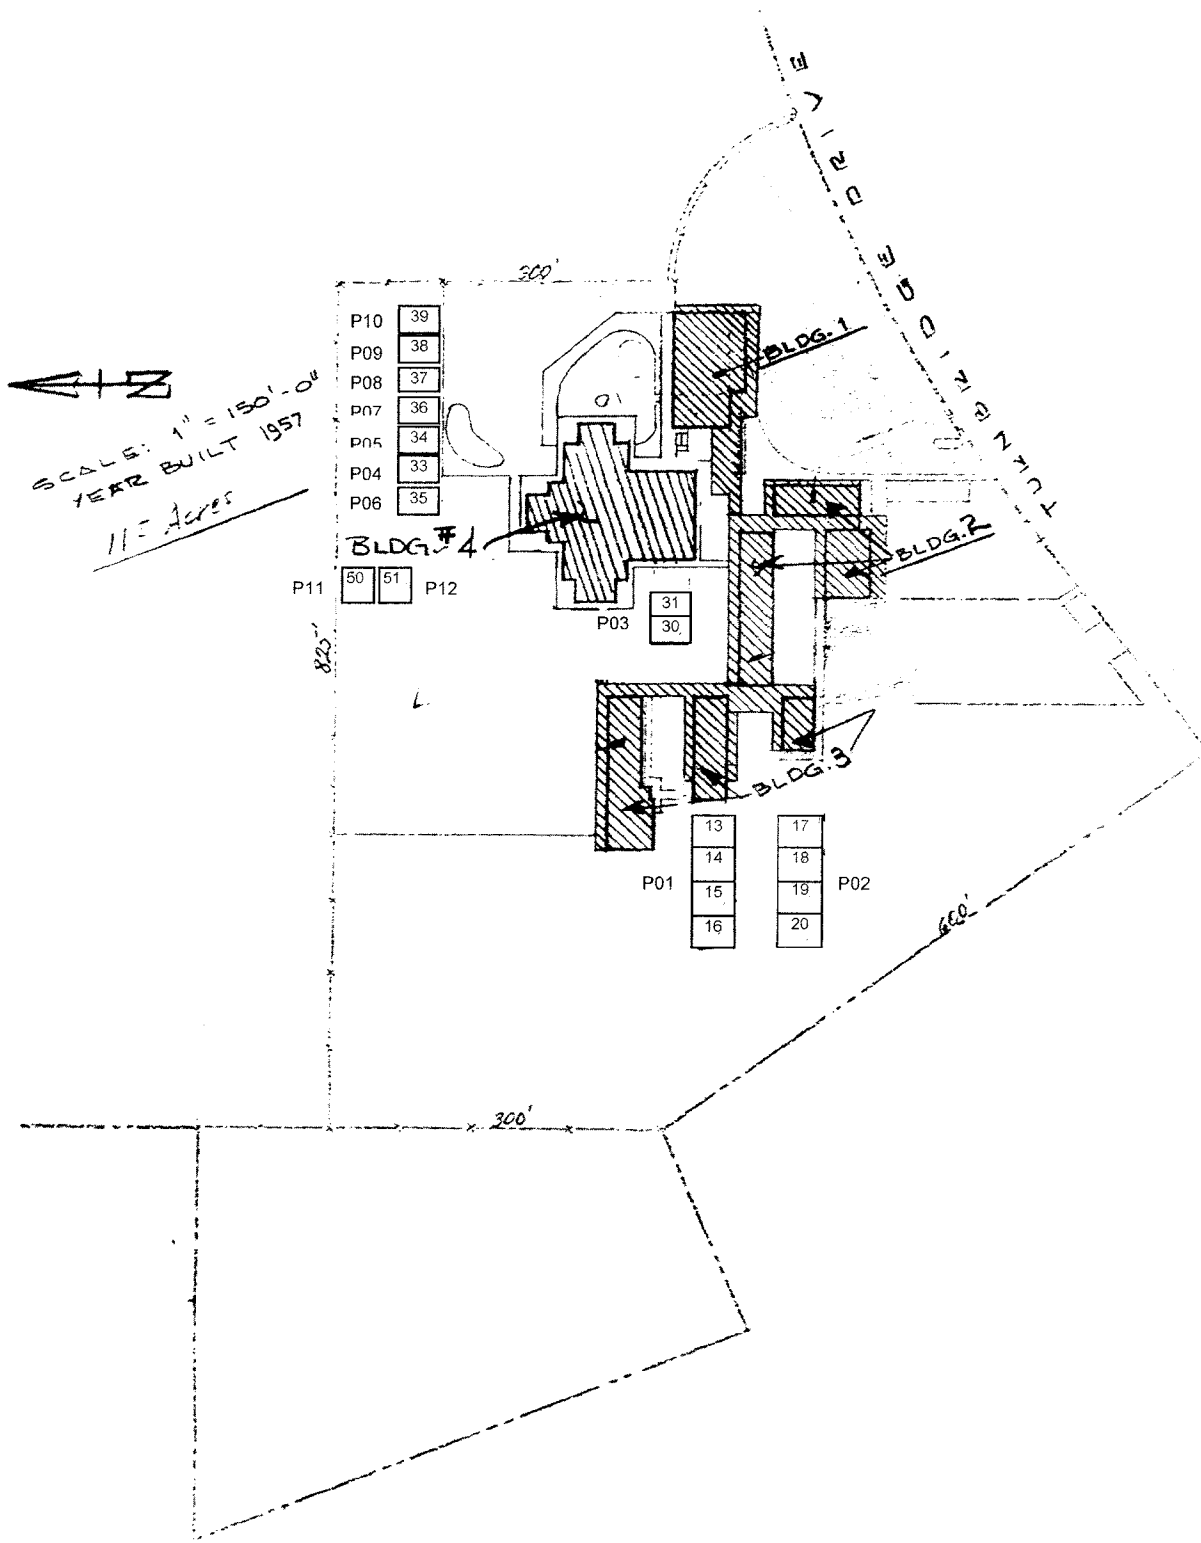 TURNBRIDGE DRIVE
300'
P10 39
P09 38
P08 37
P07 36
P05 34
P04 33
P06 35
N
SCALE: 1" = 150'-0"
YEAR BUILT 1957
11± Acres
BLDG. 1
BLDG. #4
BLDG. 2
P11 50 51 P12
31
P03 30
825'
L
BLDG. 3
13 17
14 18
P01 15 19 P02
16 20
600'
300'